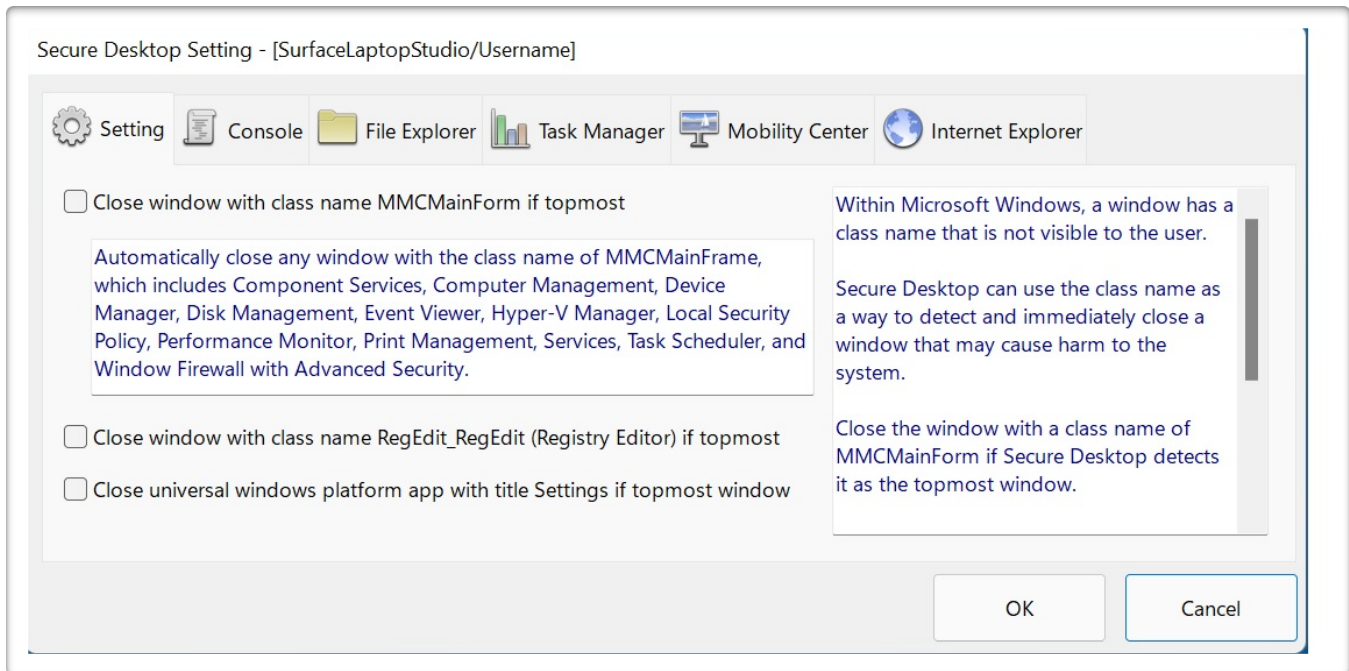 Secure Desktop Setting - [SurfaceLaptopStudio/Username]
Setting Console File Explorer Task Manager Mobility Center Internet Explorer
Close window with class name MMCMainForm if topmost
Automatically close any window with the class name of MMCMainFrame,
which includes Component Services, Computer Management, Device
Manager, Disk Management, Event Viewer, Hyper-V Manager, Local Security
Policy, Performance Monitor, Print Management, Services, Task Scheduler, and
Window Firewall with Advanced Security.
Close window with class name RegEdit_RegEdit (Registry Editor) if topmost
Close universal windows platform app with title Settings if topmost window
Within Microsoft Windows, a window has a
class name that is not visible to the user.
Secure Desktop can use the class name as
a way to detect and immediately close a
window that may cause harm to the
system.
Close the window with a class name of
MMCMainForm if Secure Desktop detects
it as the topmost window.
OK Cancel